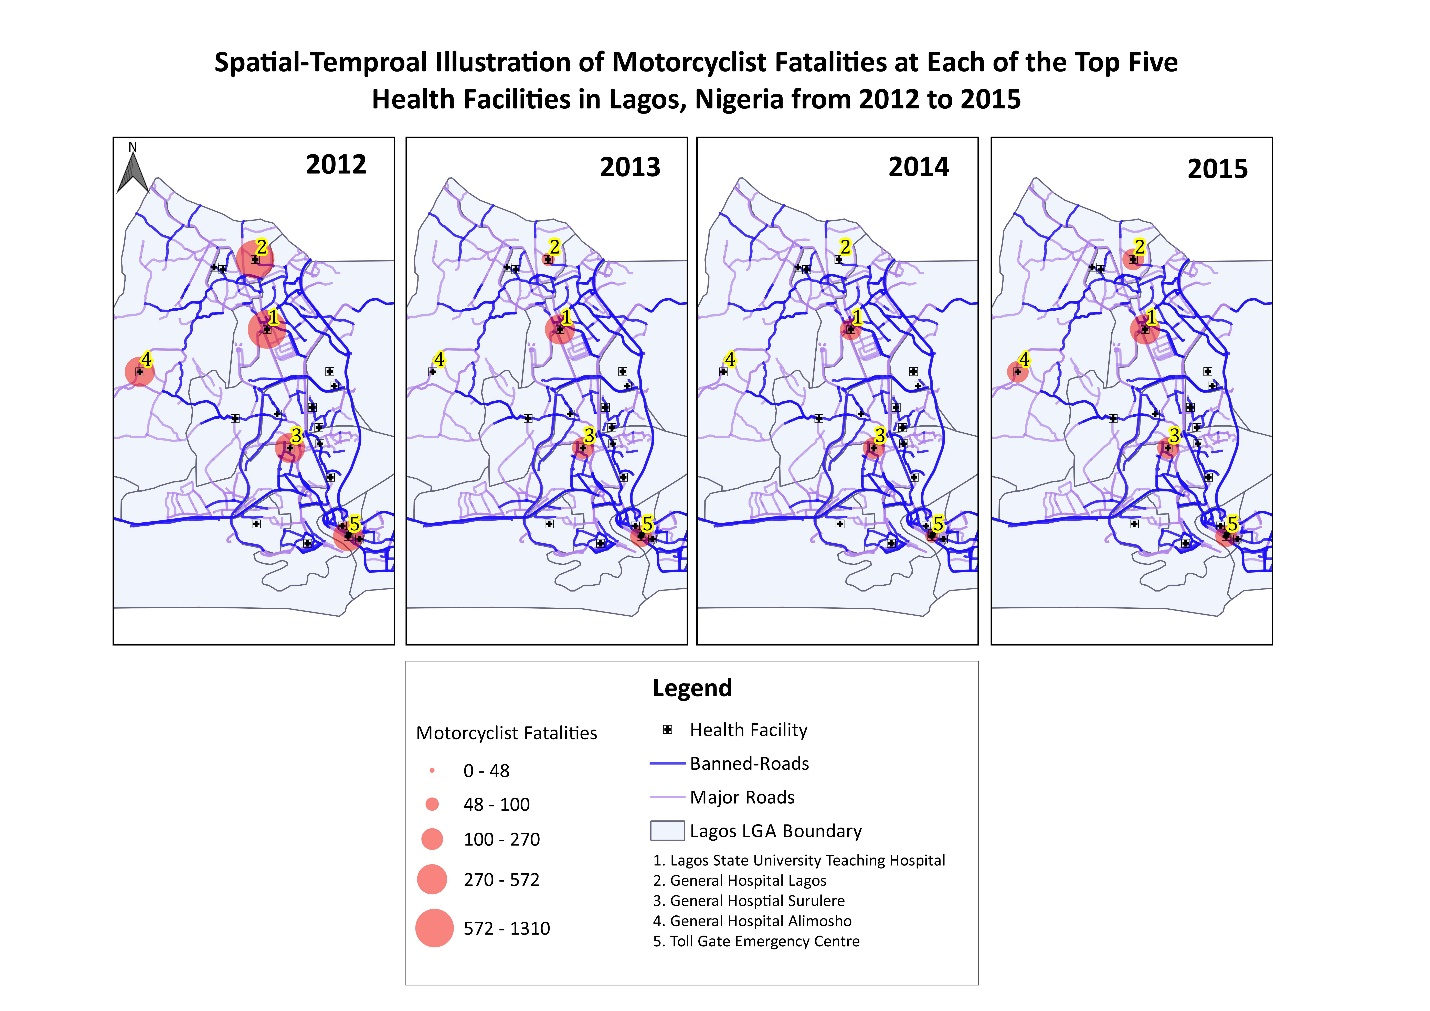 Spatial-Temproal Illustration of Motorcyclist Fatalities at Each of the Top Five
Health Facilities in Lagos, Nigeria from 2012 to 2015
N
2012
2
1
4
3
5
2013
2
1
4
3
5
2014
2
1
4
3
5
2015
2
1
4
3
5
Legend
Motorcyclist Fatalities
0 - 48
48 - 100
100 - 270
270 - 572
572 - 1310
Health Facility
Banned-Roads
Major Roads
Lagos LGA Boundary
1. Lagos State University Teaching Hospital
2. General Hospital Lagos
3. General Hosptial Surulere
4. General Hospital Alimosho
5. Toll Gate Emergency Centre